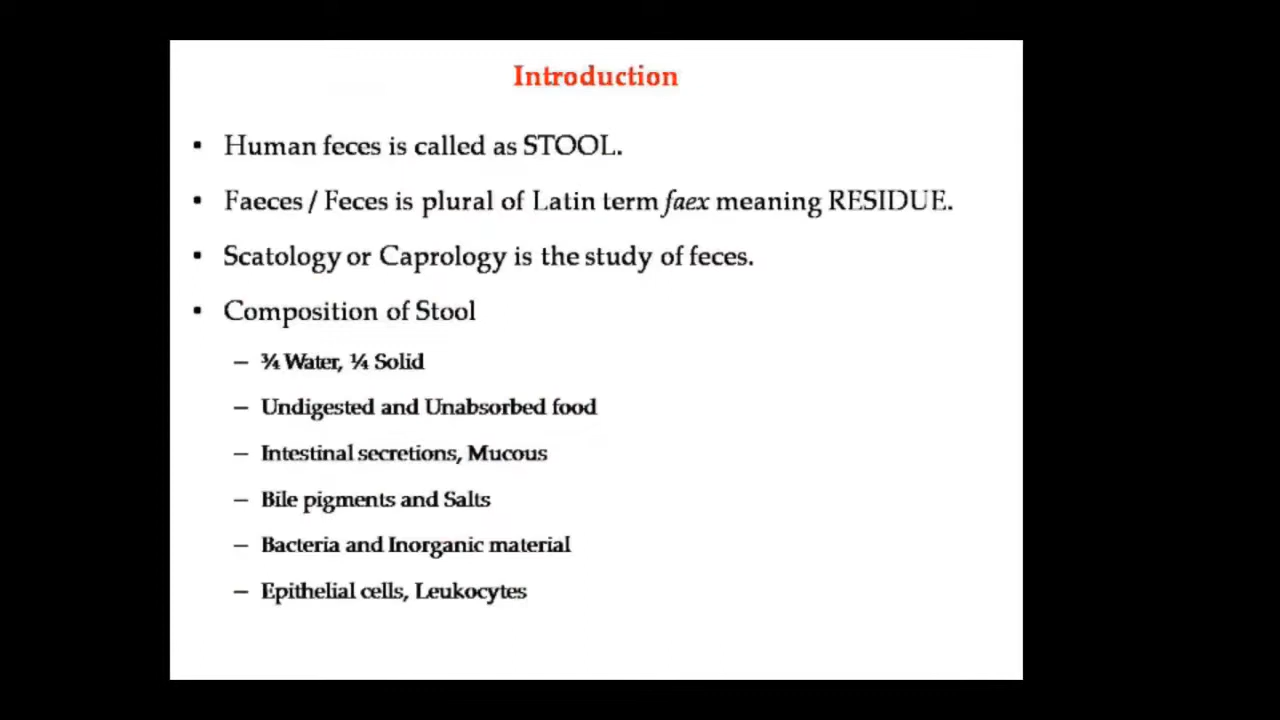 Introduction
▪ Human feces is called as STOOL.
▪ Faeces / Feces is plural of Latin term faex meaning RESIDUE.
▪ Scatology or Caprology is the study of feces.
▪ Composition of Stool
– ¾ Water, ¼ Solid
– Undigested and Unabsorbed food
– Intestinal secretions, Mucous
– Bile pigments and Salts
– Bacteria and Inorganic material
– Epithelial cells, Leukocytes